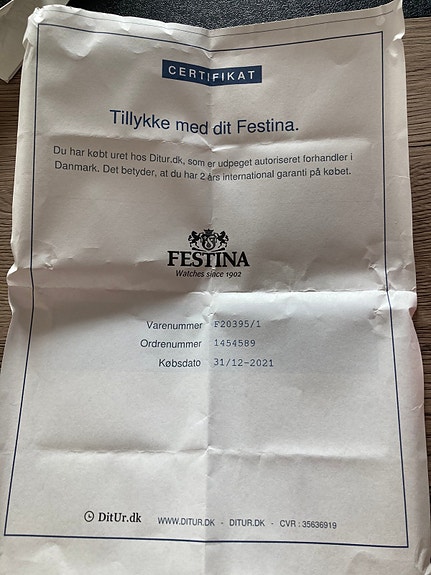 CERTIFIKAT
Tillykke med dit Festina.
Du har købt uret hos Ditur.dk, som er udpeget autoriseret forhandler i
Danmark. Det betyder, at du har 2 års international garanti på købet.
FESTINA
Watches since 1902
Varenummer F20395/1
Ordrenummer 1454589
Købsdato 31/12-2021
DitUr.dk WWW.DITUR.DK - DITUR.DK - CVR : 35636919